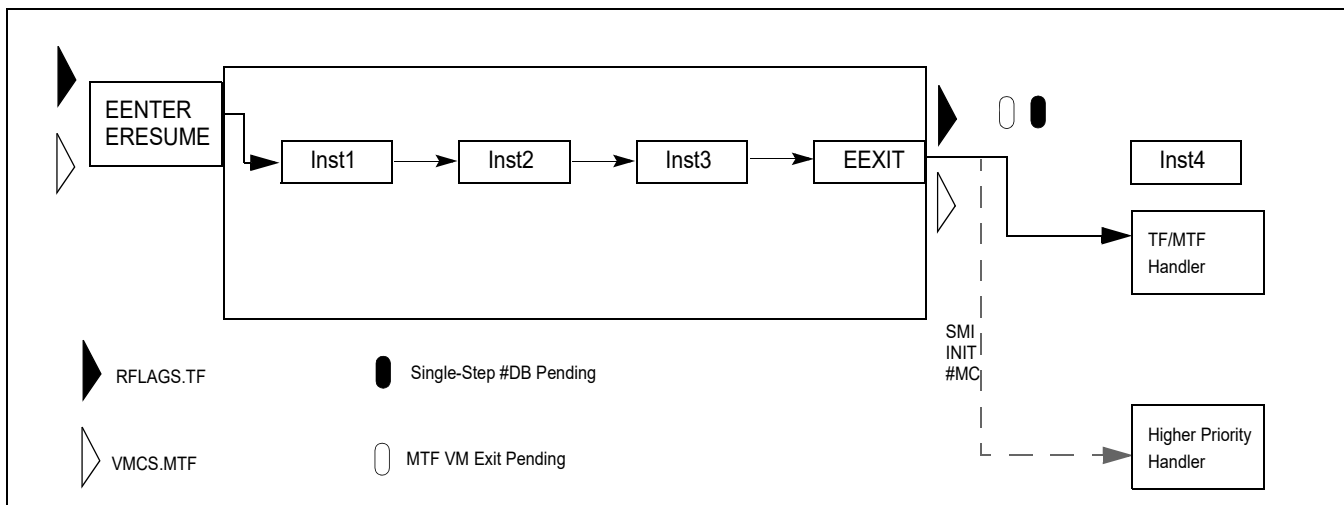 EENTER
ERESUME
Inst1
Inst2
Inst3
EEXIT
Inst4
TF/MTF
Handler
SMI
INIT
#MC
RFLAGS.TF
Single-Step #DB Pending
Higher Priority
Handler
VMCS.MTF
MTF VM Exit Pending